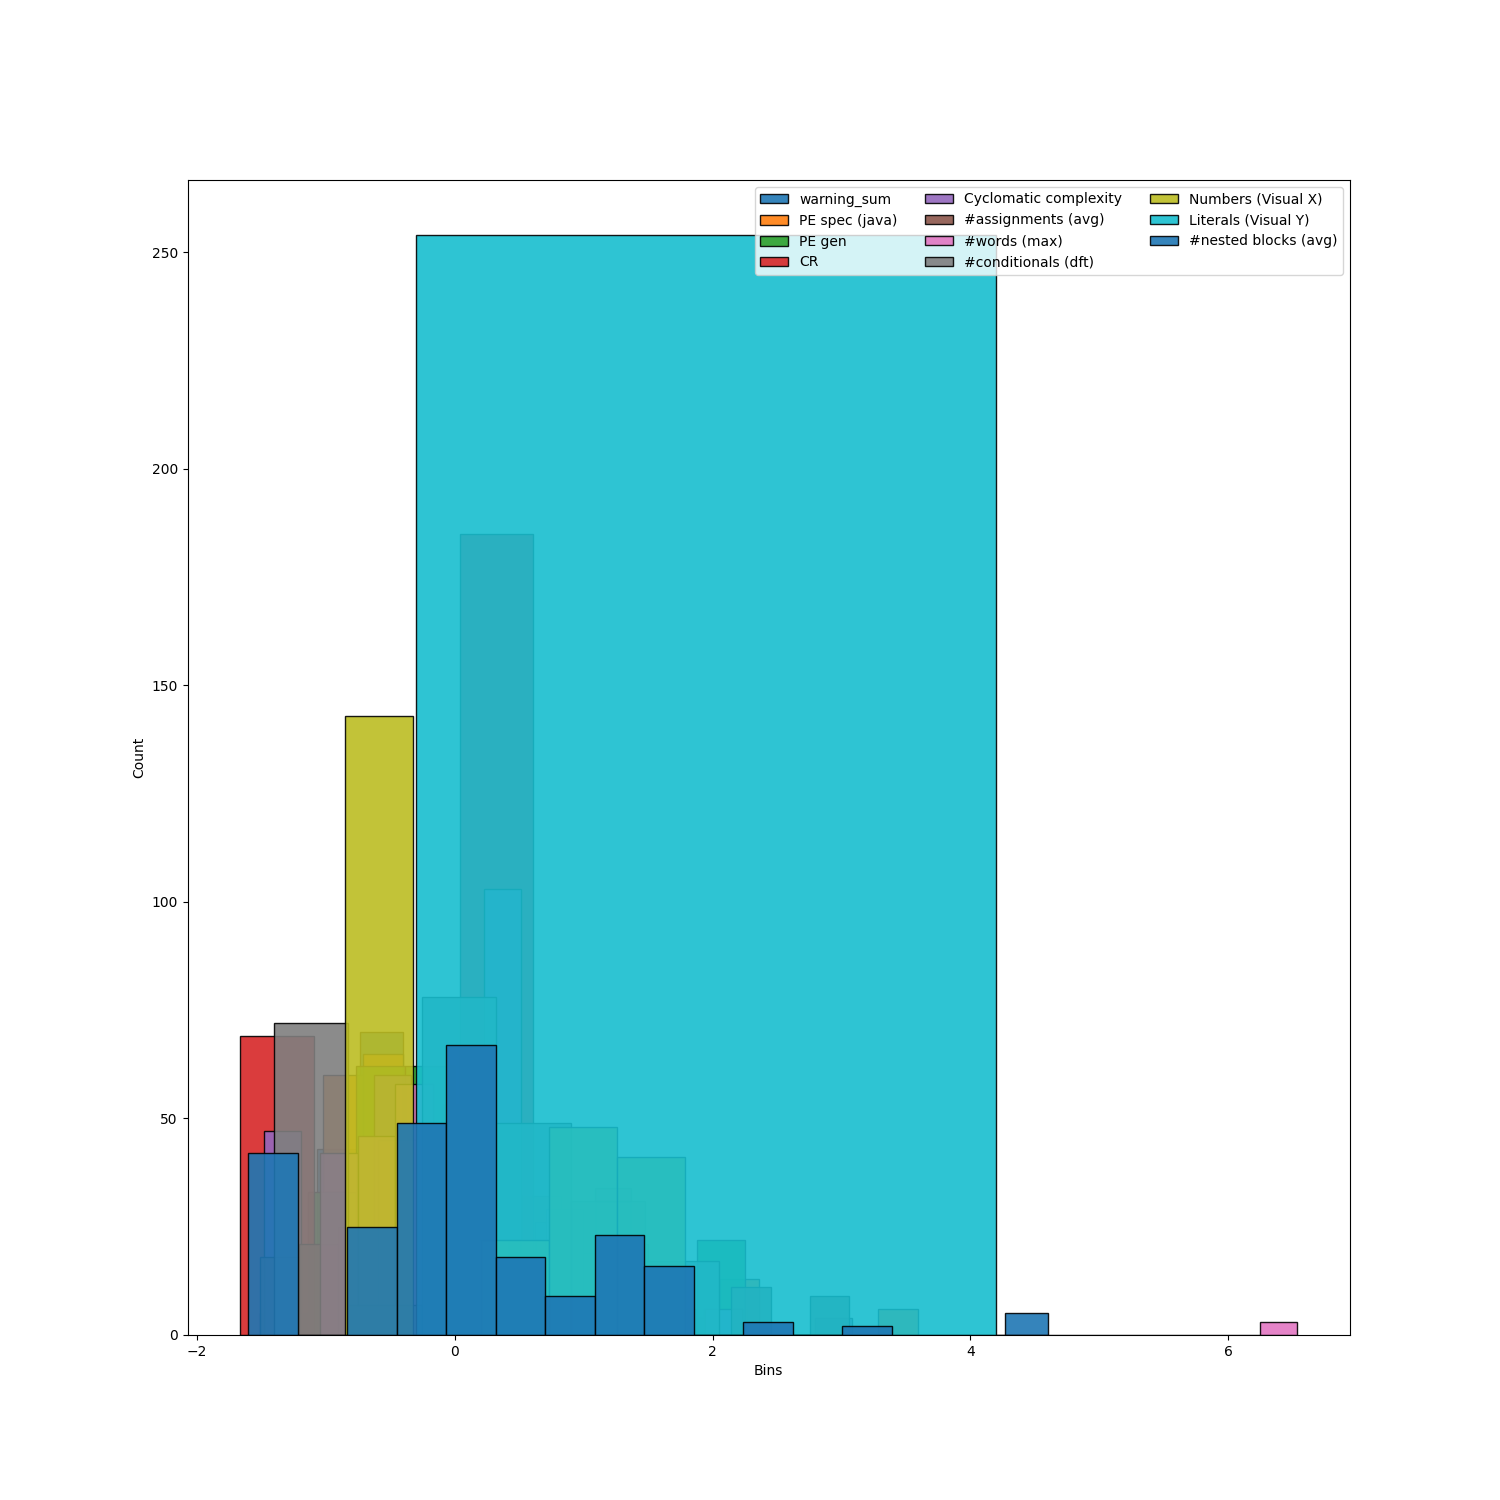 warning_sum
PE spec (java)
PE gen
CR
Cyclomatic complexity
#assignments (avg)
#words (max)
#conditionals (dft)
Numbers (Visual X)
Literals (Visual Y)
#nested blocks (avg)
250
200
150
100
50
0
Count
−2 0 2 4 6
Bins